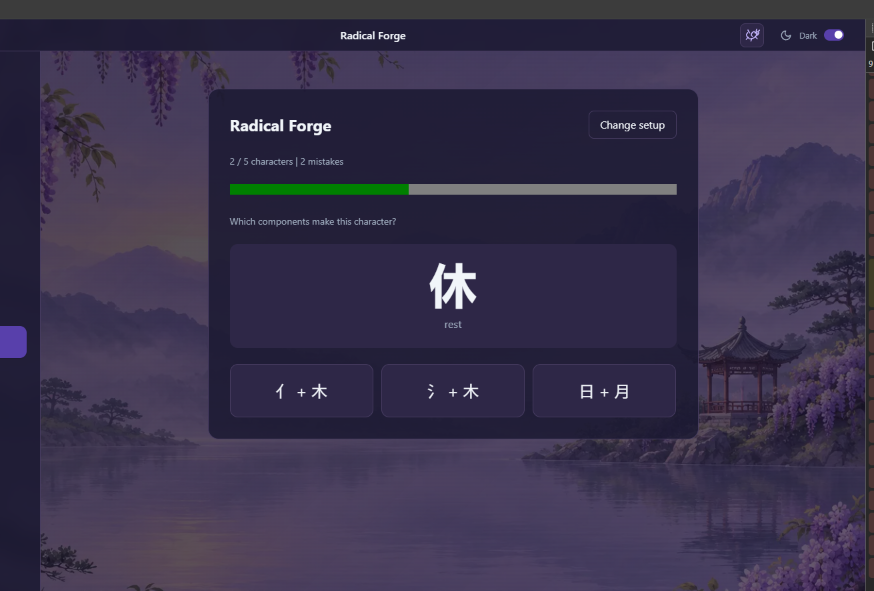 Radical Forge
Dark
Radical Forge
Change setup
2 / 5 characters | 2 mistakes
Which components make this character?
休
rest
亻 + 木
氵 + 木
日 + 月
9